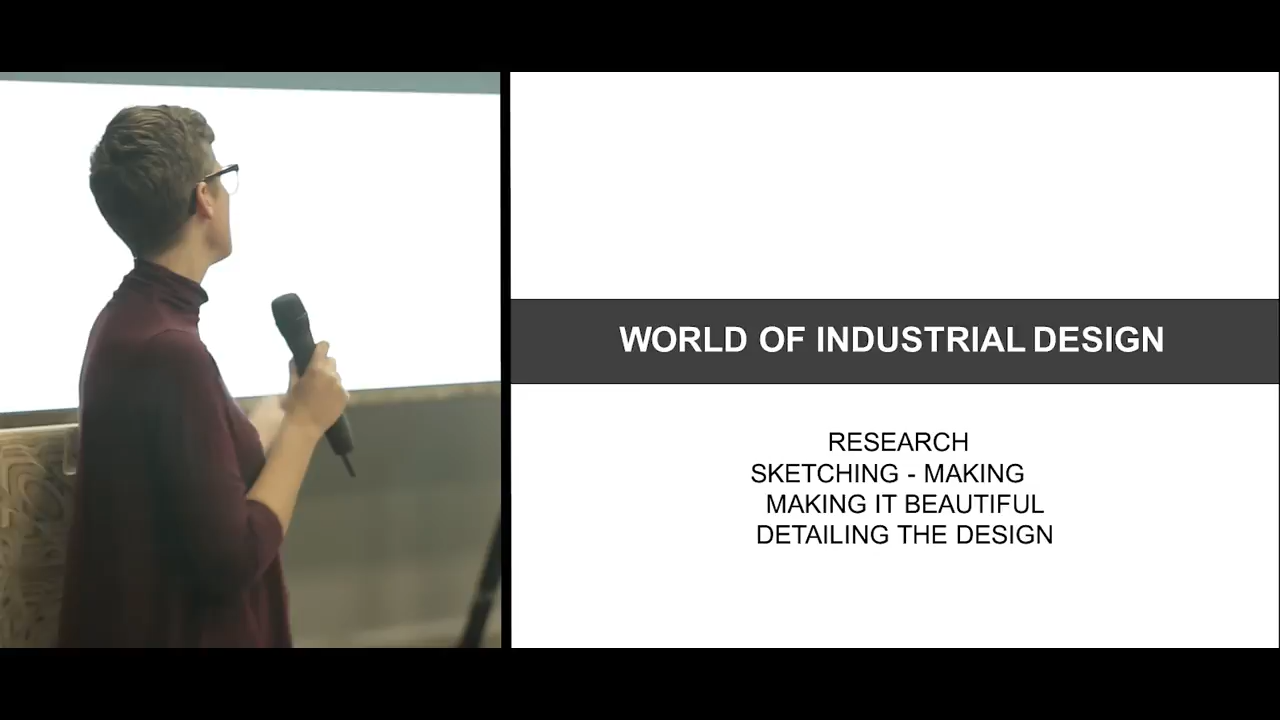 WORLD OF INDUSTRIAL DESIGN
RESEARCH
SKETCHING - MAKING
MAKING IT BEAUTIFUL
DETAILING THE DESIGN